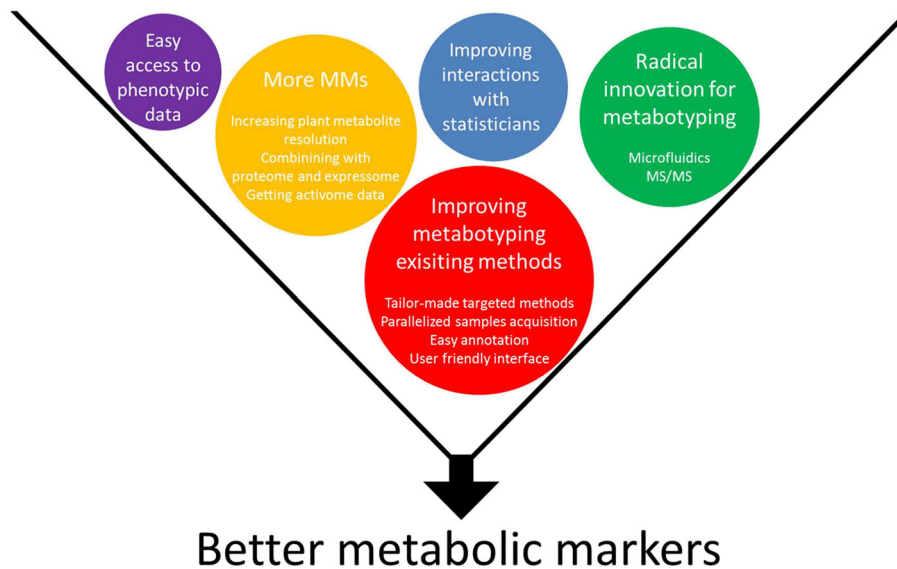 Easy
access to
phenotypic
data
More MMs
Increasing plant metabolite
resolution
Combinining with
proteome and expressome
Getting activome data
Improving
interactions
with
statisticians
Radical
innovation for
metabotyping
Microfluidics
MS/MS
Improving
metabotyping
exisiting methods
Tailor-made targeted methods
Parallelized samples acquisition
Easy annotation
User friendly interface
Better metabolic markers